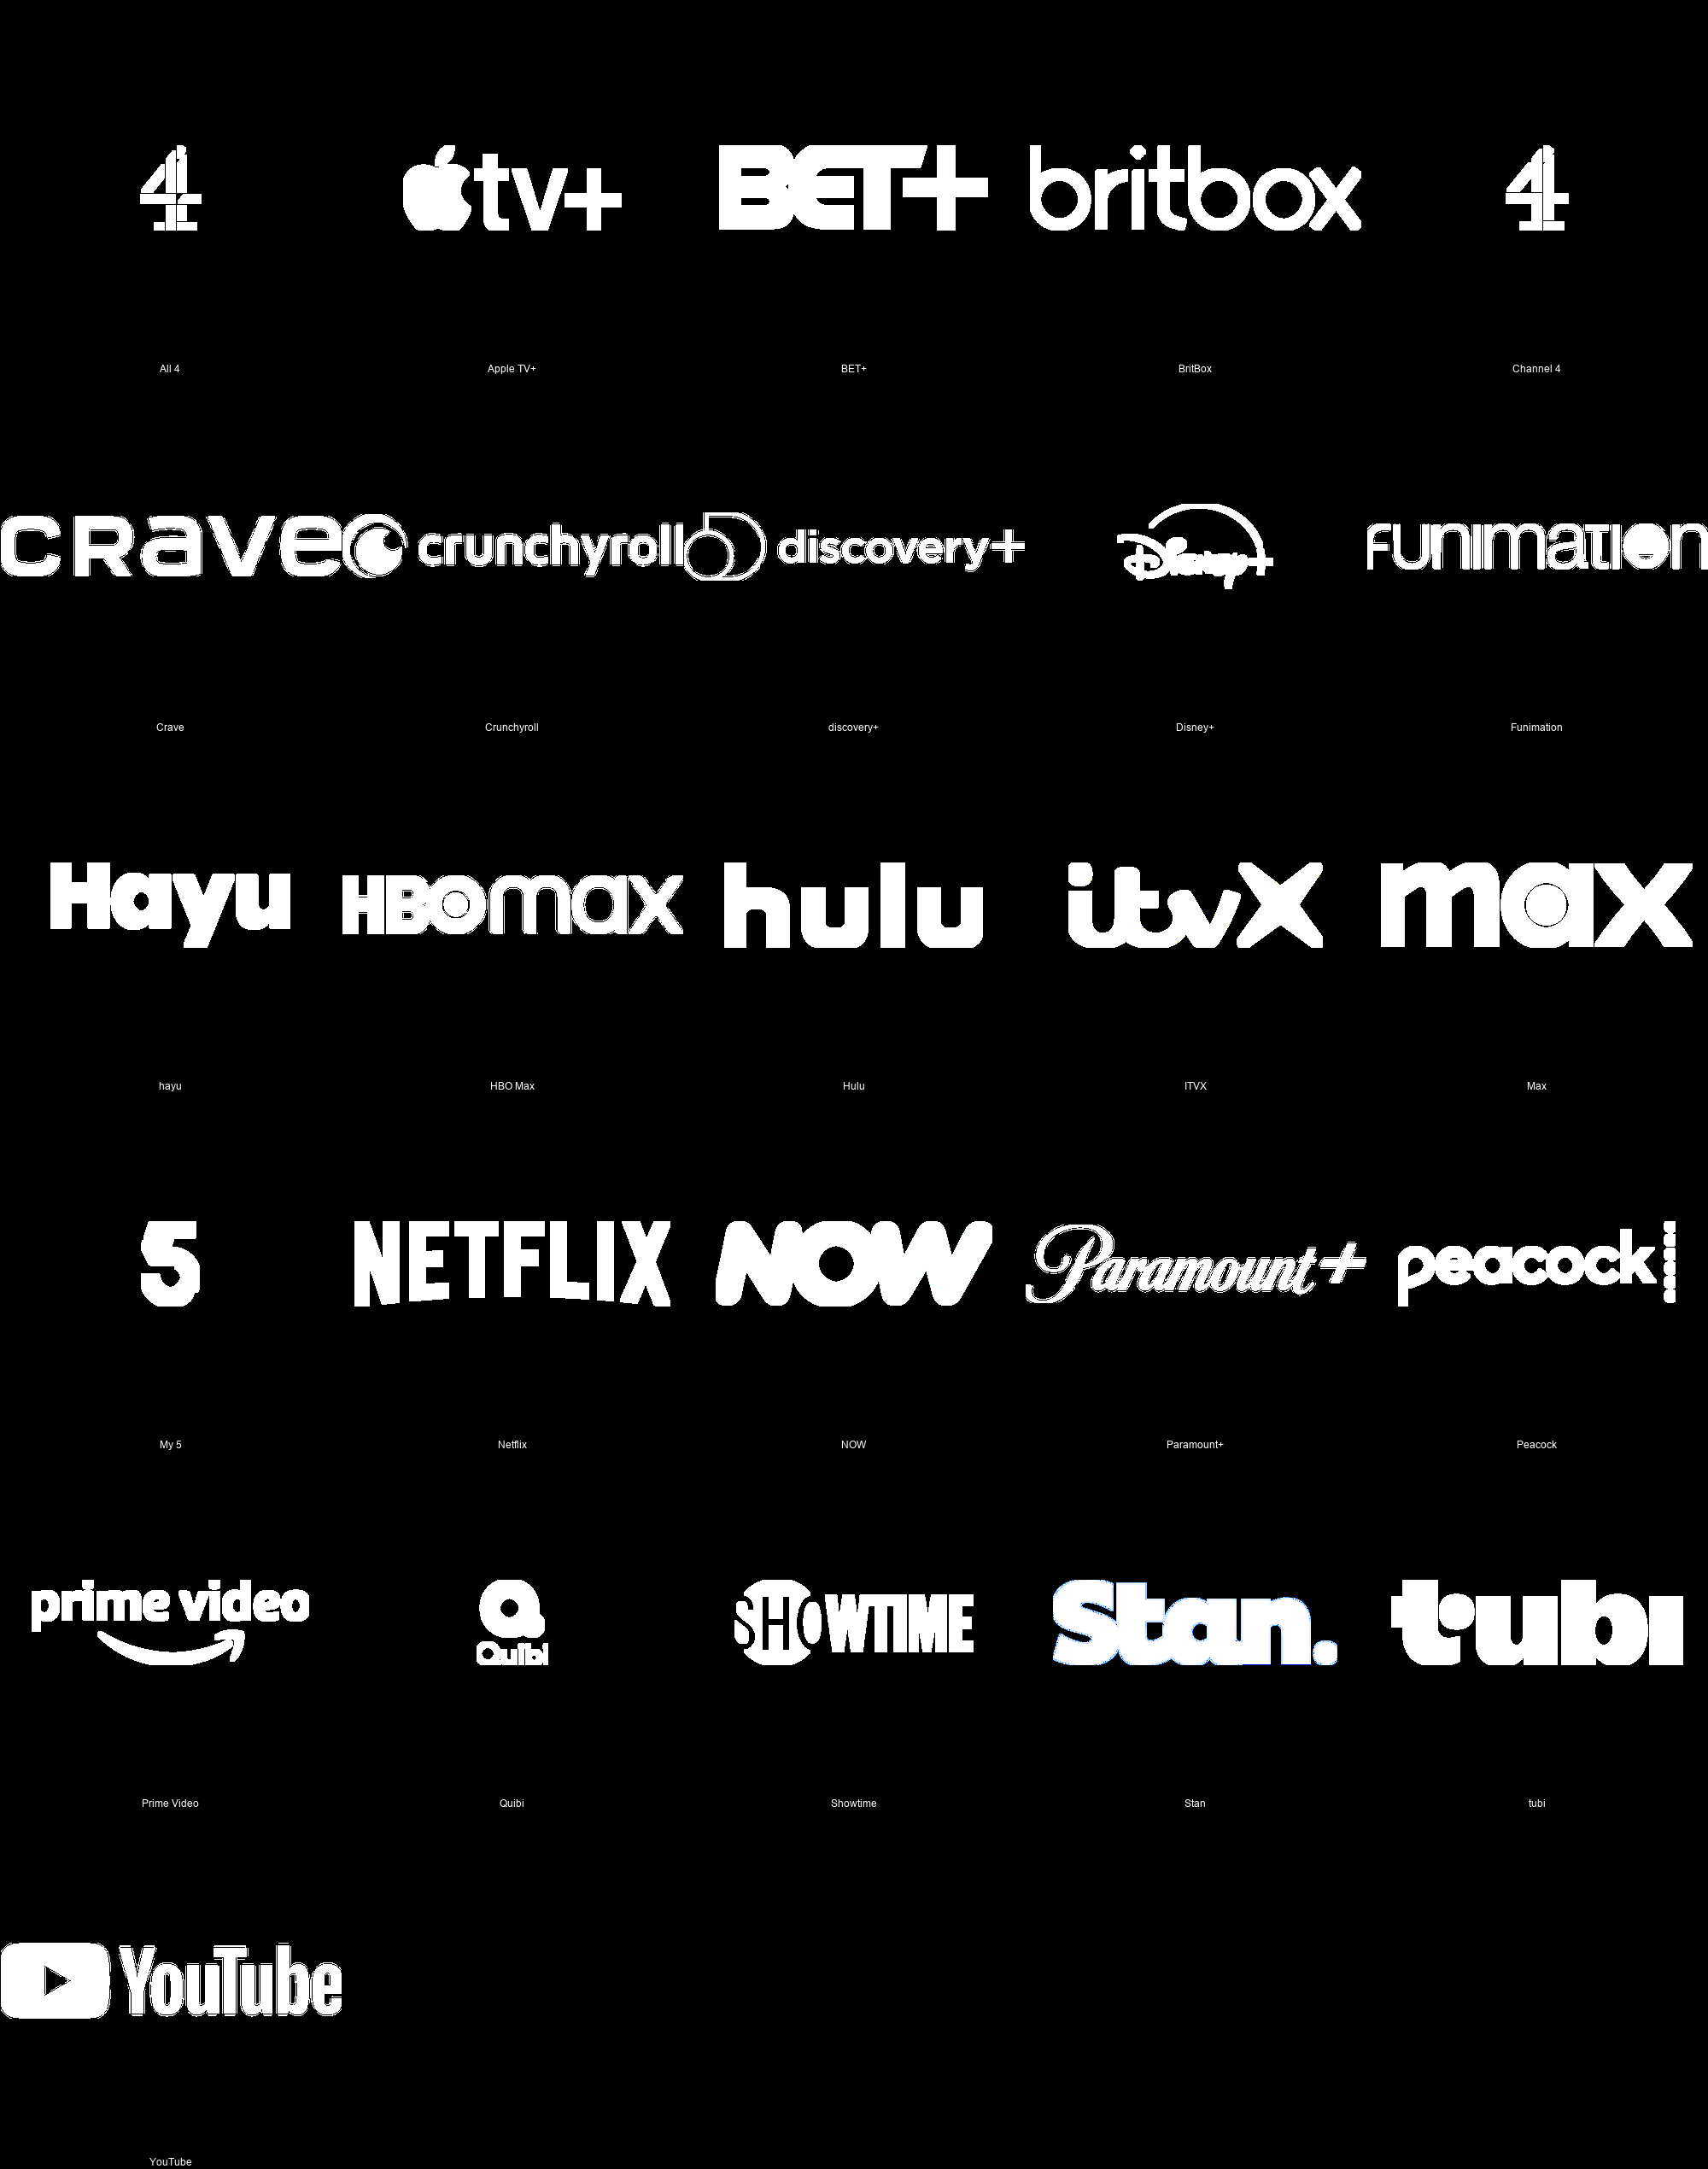 4 tv+ BET+ britbox 4
All 4 Apple TV+ BET+ BritBox Channel 4
crave crunchyroll discovery+ Disney+ Funimation
Crave Crunchyroll discovery+ Disney+ Funimation
Hayu HBOmax hulu itvX max
hayu HBO Max Hulu ITVX Max
5 NETFLIX NOW Paramount+ peacock
My 5 Netflix NOW Paramount+ Peacock
prime video Quibi SHOWTIME Stan. tubi
Prime Video Quibi Showtime Stan tubi
YouTube
YouTube